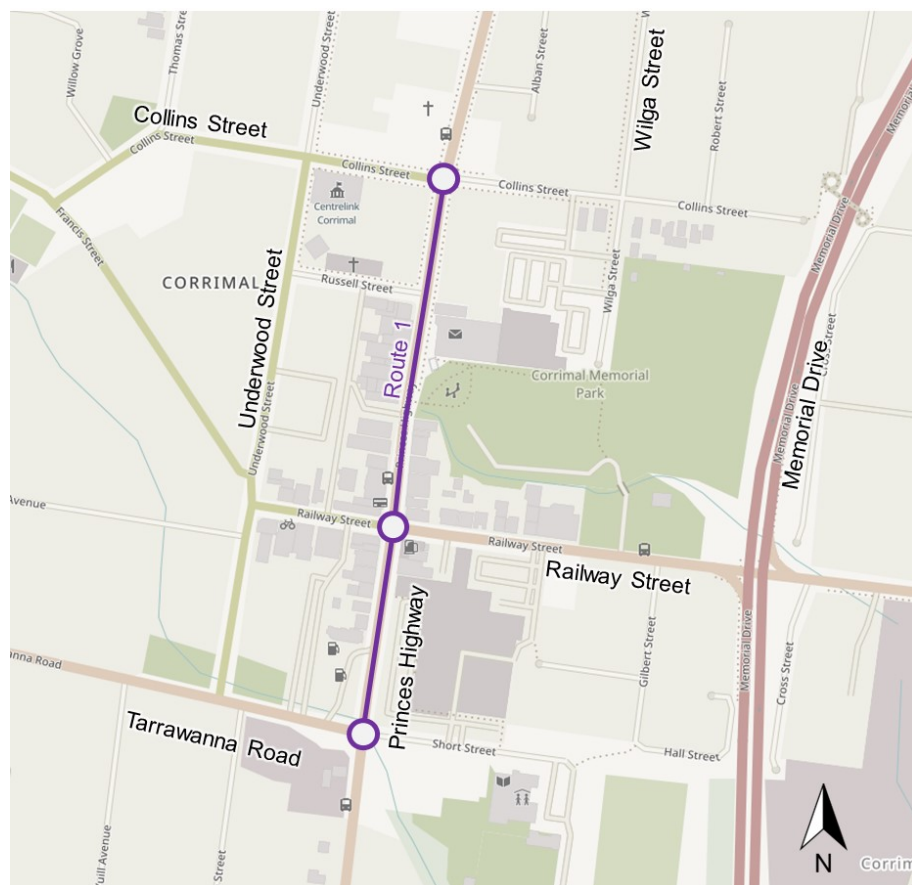 Willow Grove
Thomas Stre
Underwood Street
Alban Street
Wilga Street
Robert Street
Memorial
Collins Street
Collins Street
Collins Street
Collins Street
Collins Street
Centrelink
Corrimal
Memorial Drive
Francis Street
CORRIMAL
Russell Street
Wilga Street
Underwood Street
Route 1
Corrimal Memorial
Park
Memorial Drive
Memorial Drive
Underwood Street
Avenue
Railway Street
Railway Street
Railway Street
Princes Highway
Gilbert Street
Memorial Drive
Cross Street
anna Road
Tarrawanna Road
Short Street
Hall Street
N
Corrim
Street